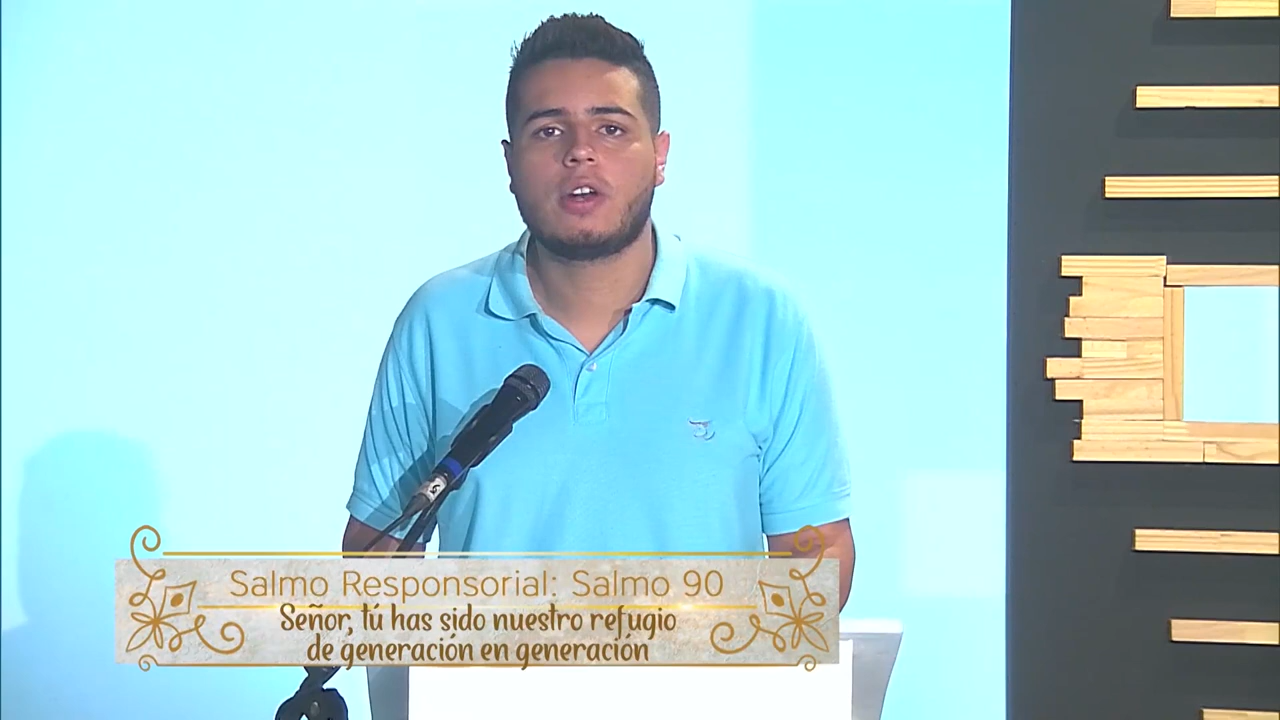 Salmo Responsorial: Salmo 90
Señor, tú has sido nuestro refugio
de generación en generación